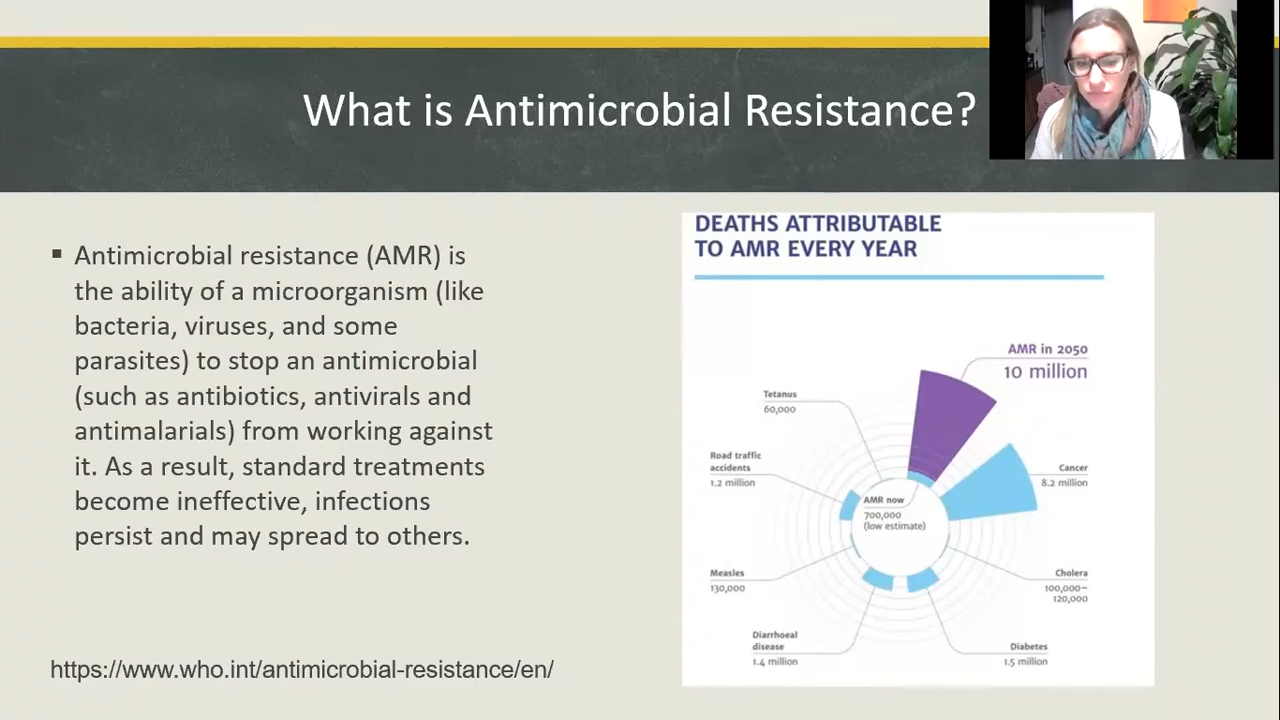 What is Antimicrobial Resistance?
▪ Antimicrobial resistance (AMR) is
the ability of a microorganism (like
bacteria, viruses, and some
parasites) to stop an antimicrobial
(such as antibiotics, antivirals and
antimalarials) from working against
it. As a result, standard treatments
become ineffective, infections
persist and may spread to others.
https://www.who.int/antimicrobial-resistance/en/
DEATHS ATTRIBUTABLE
TO AMR EVERY YEAR
AMR in 2050
10 million
Tetanus
60,000
Road traffic
accidents
1.2 million
AMR now
700,000
(low estimate)
Cancer
8.2 million
Measles
130,000
Cholera
100,000–
120,000
Diarrhoeal
disease
1.4 million
Diabetes
1.5 million